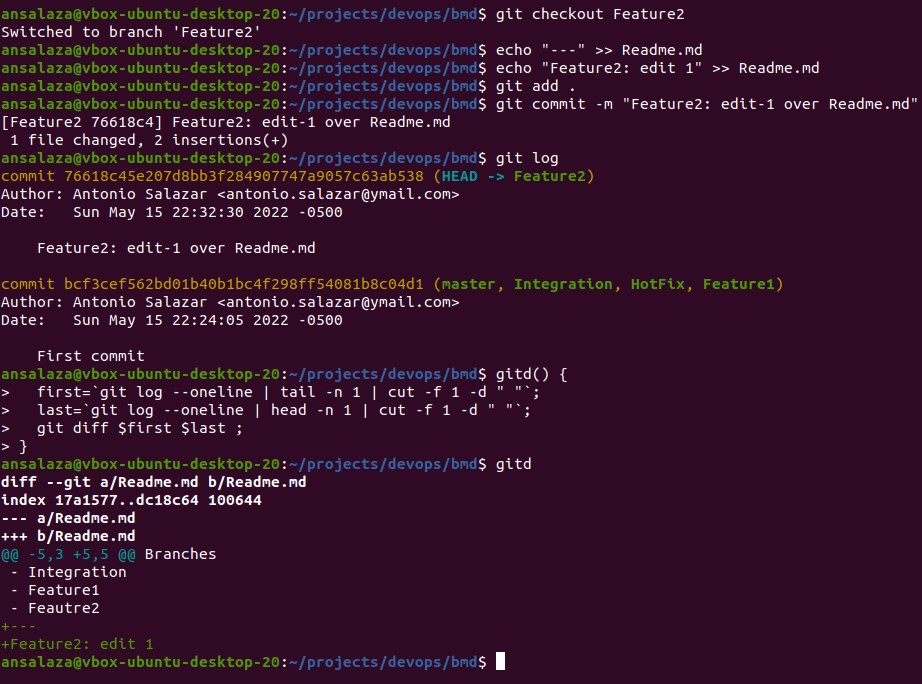 ansalaza@vbox-ubuntu-desktop-20:~/projects/devops/bmd$ git checkout Feature2
Switched to branch 'Feature2'
ansalaza@vbox-ubuntu-desktop-20:~/projects/devops/bmd$ echo "---" >> Readme.md
ansalaza@vbox-ubuntu-desktop-20:~/projects/devops/bmd$ echo "Feature2: edit 1" >> Readme.md
ansalaza@vbox-ubuntu-desktop-20:~/projects/devops/bmd$ git add .
ansalaza@vbox-ubuntu-desktop-20:~/projects/devops/bmd$ git commit -m "Feature2: edit-1 over Readme.md"
[Feature2 76618c4] Feature2: edit-1 over Readme.md
 1 file changed, 2 insertions(+)
ansalaza@vbox-ubuntu-desktop-20:~/projects/devops/bmd$ git log
commit 76618c45e207d8bb3f284907747a9057c63ab538 (HEAD -> Feature2)
Author: Antonio Salazar <antonio.salazar@ymail.com>
Date:   Sun May 15 22:32:30 2022 -0500

    Feature2: edit-1 over Readme.md

commit bcf3cef562bd01b40b1bc4f298ff54081b8c04d1 (master, Integration, HotFix, Feature1)
Author: Antonio Salazar <antonio.salazar@ymail.com>
Date:   Sun May 15 22:24:05 2022 -0500

    First commit
ansalaza@vbox-ubuntu-desktop-20:~/projects/devops/bmd$ gitd() {
>   first=`git log --oneline | tail -n 1 | cut -f 1 -d " "`;
>   last=`git log --oneline | head -n 1 | cut -f 1 -d " "`;
>   git diff $first $last ;
> }
ansalaza@vbox-ubuntu-desktop-20:~/projects/devops/bmd$ gitd
diff --git a/Readme.md b/Readme.md
index 17a1577..dc18c64 100644
--- a/Readme.md
+++ b/Readme.md
@@ -5,3 +5,5 @@ Branches
 - Integration
 - Feature1
 - Feautre2
+---
+Feature2: edit 1
ansalaza@vbox-ubuntu-desktop-20:~/projects/devops/bmd$